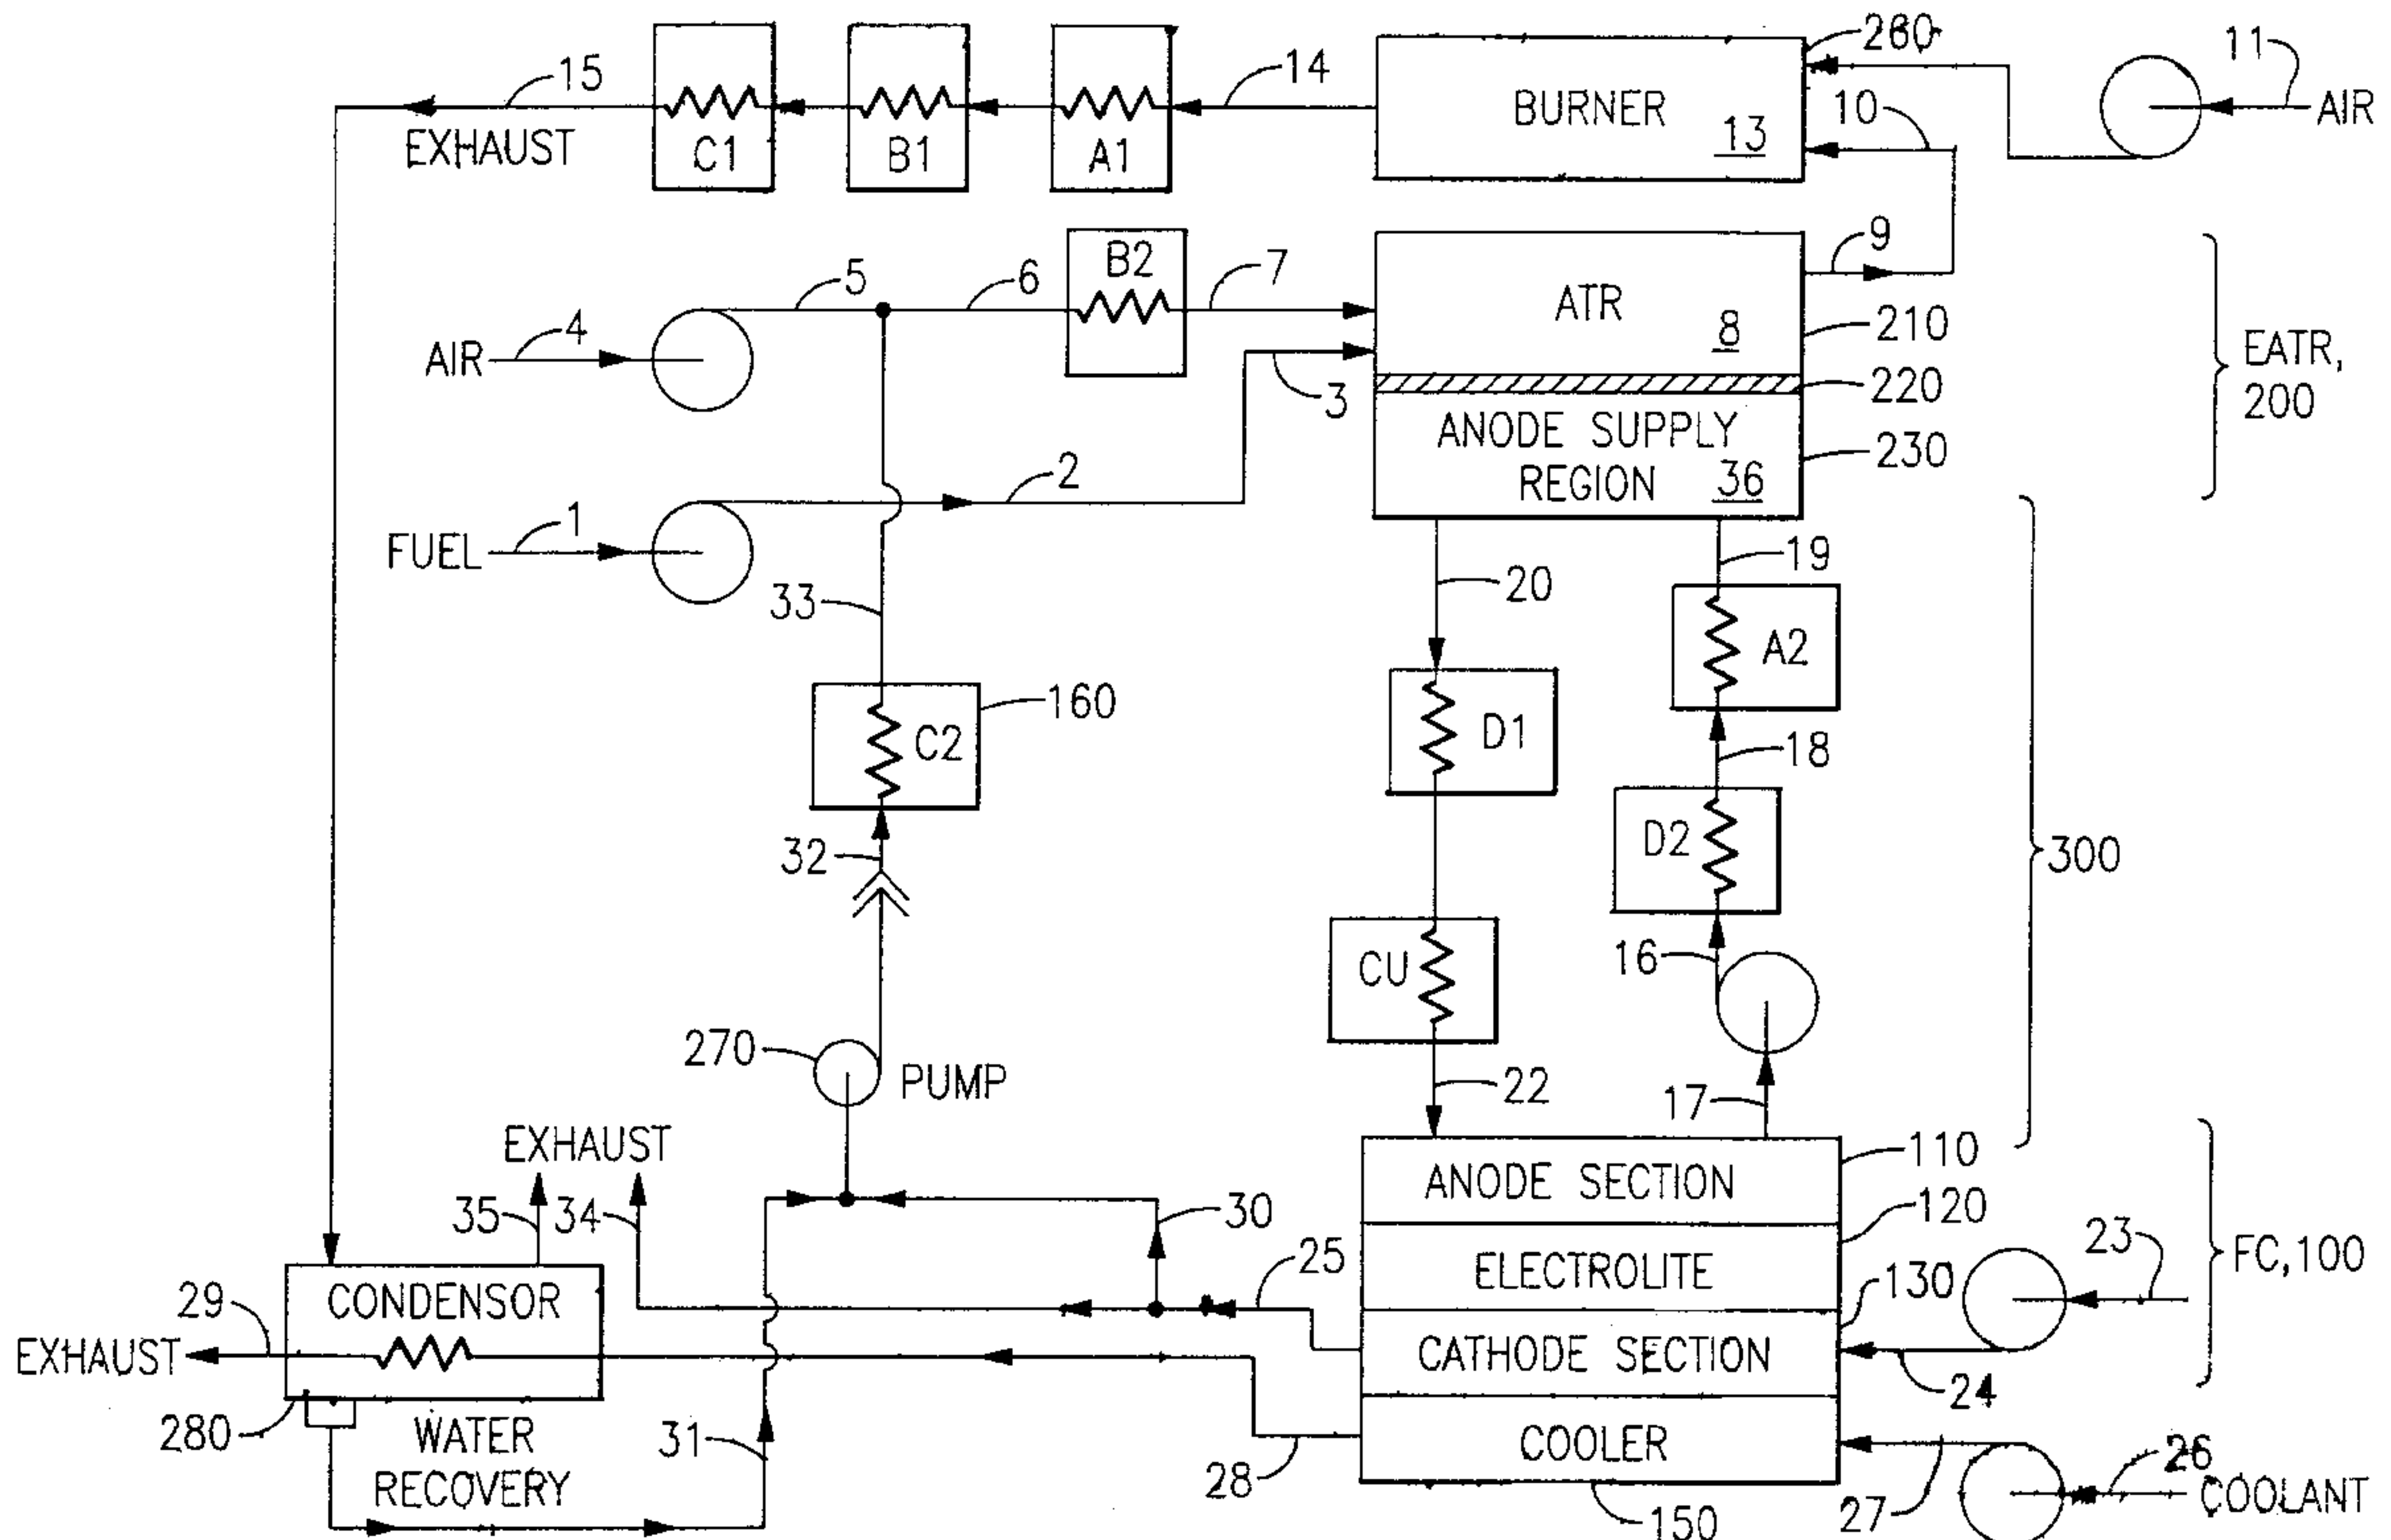 260
11
15
14
BURNER
10
AIR
EXHAUST
C1
B1
A1
13
B2
9
5
6
7
4
ATR
AIR
8
210
EATR,
200
220
3
ANODE SUPPLY
REGION
36
230
2
1
FUEL
19
20
33
A2
160
D1
C2
18
D2
300
32
CU
16
270
PUMP
22
17
EXHAUST
110
ANODE SECTION
35
34
30
120
23
25
ELECTROLITE
FC,100
130
29
CONDENSOR
EXHAUST
CATHODE SECTION
24
280
WATER
RECOVERY
31
COOLER
28
26
COOLANT
27
150